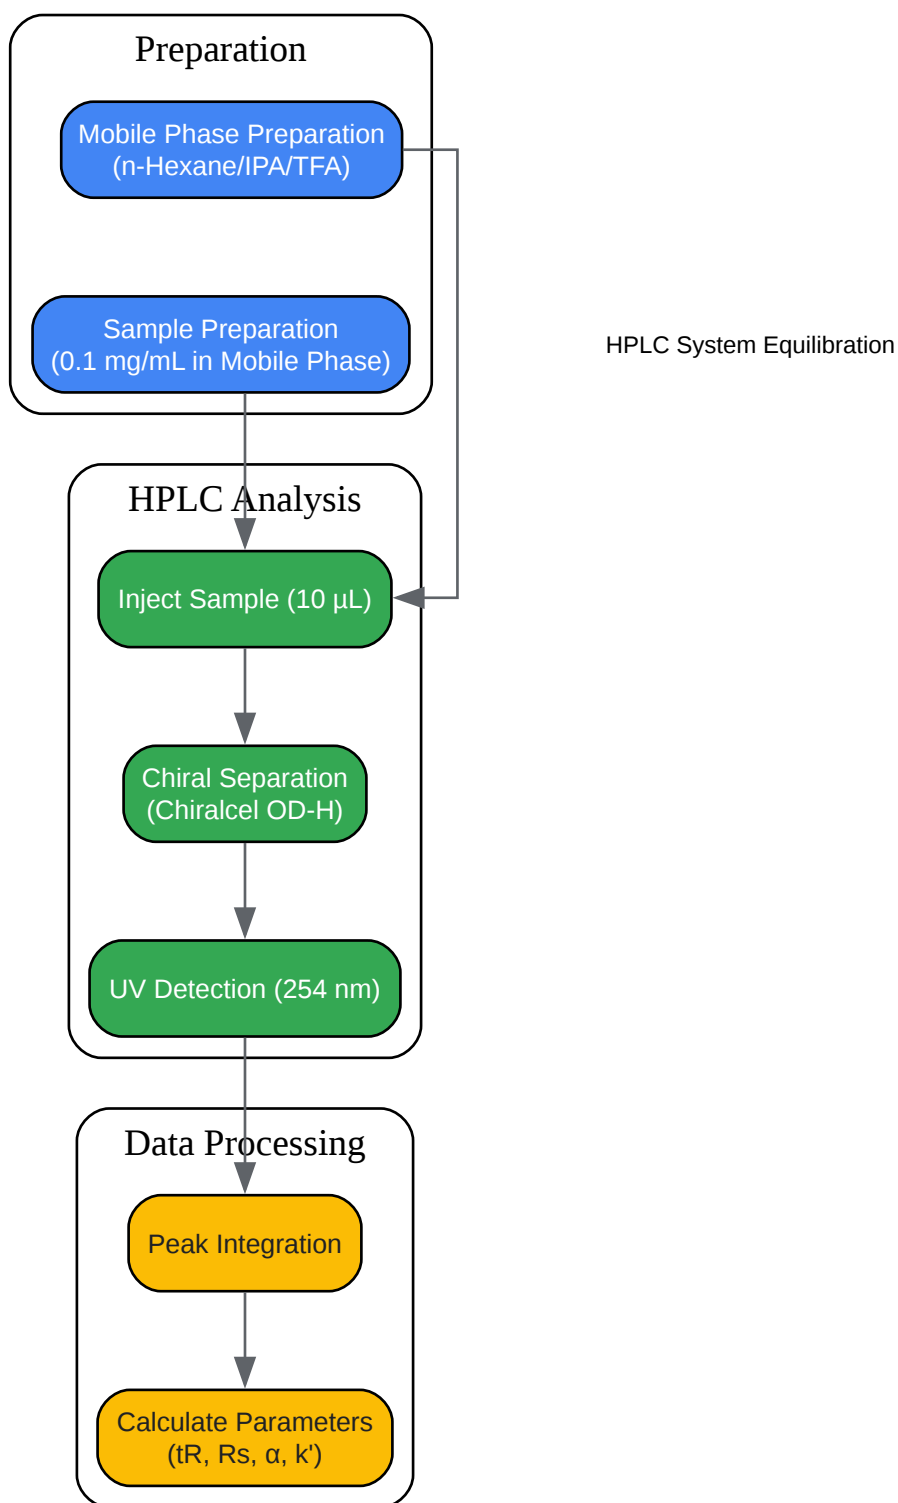 Preparation
Mobile Phase Preparation
(n-Hexane/IPA/TFA)
Sample Preparation
(0.1 mg/mL in Mobile Phase)
HPLC System Equilibration
HPLC Analysis
Inject Sample (10 µL)
Chiral Separation
(Chiralcel OD-H)
UV Detection (254 nm)
Data Processing
Peak Integration
Calculate Parameters
(tR, Rs, α, k')